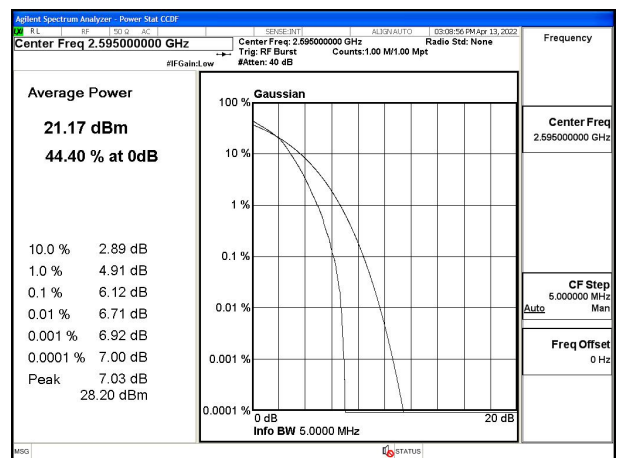 Agilent Spectrum Analyzer - Power Stat CCDF
LXI RL RF 50 Ω AC SENSE:INT ALIGN AUTO 03:08:56 PM Apr 13, 2022
Center Freq 2.595000000 GHz
Center Freq: 2.595000000 GHz Radio Std: None
Trig: RF Burst Counts:1.00 M/1.00 Mpt
#IFGain:Low #Atten: 40 dB
Frequency
Average Power
21.17 dBm
44.40 % at 0dB
10.0 % 2.89 dB
1.0 % 4.91 dB
0.1 % 6.12 dB
0.01 % 6.71 dB
0.001 % 6.92 dB
0.0001 % 7.00 dB
Peak 7.03 dB
28.20 dBm
Gaussian
100 %
10 %
1 %
0.1 %
0.01 %
0.001 %
0.0001 %
0 dB 20 dB
Info BW 5.0000 MHz
Center Freq
2.595000000 GHz
CF Step
5.000000 MHz
Auto Man
Freq Offset
0 Hz
MSG STATUS